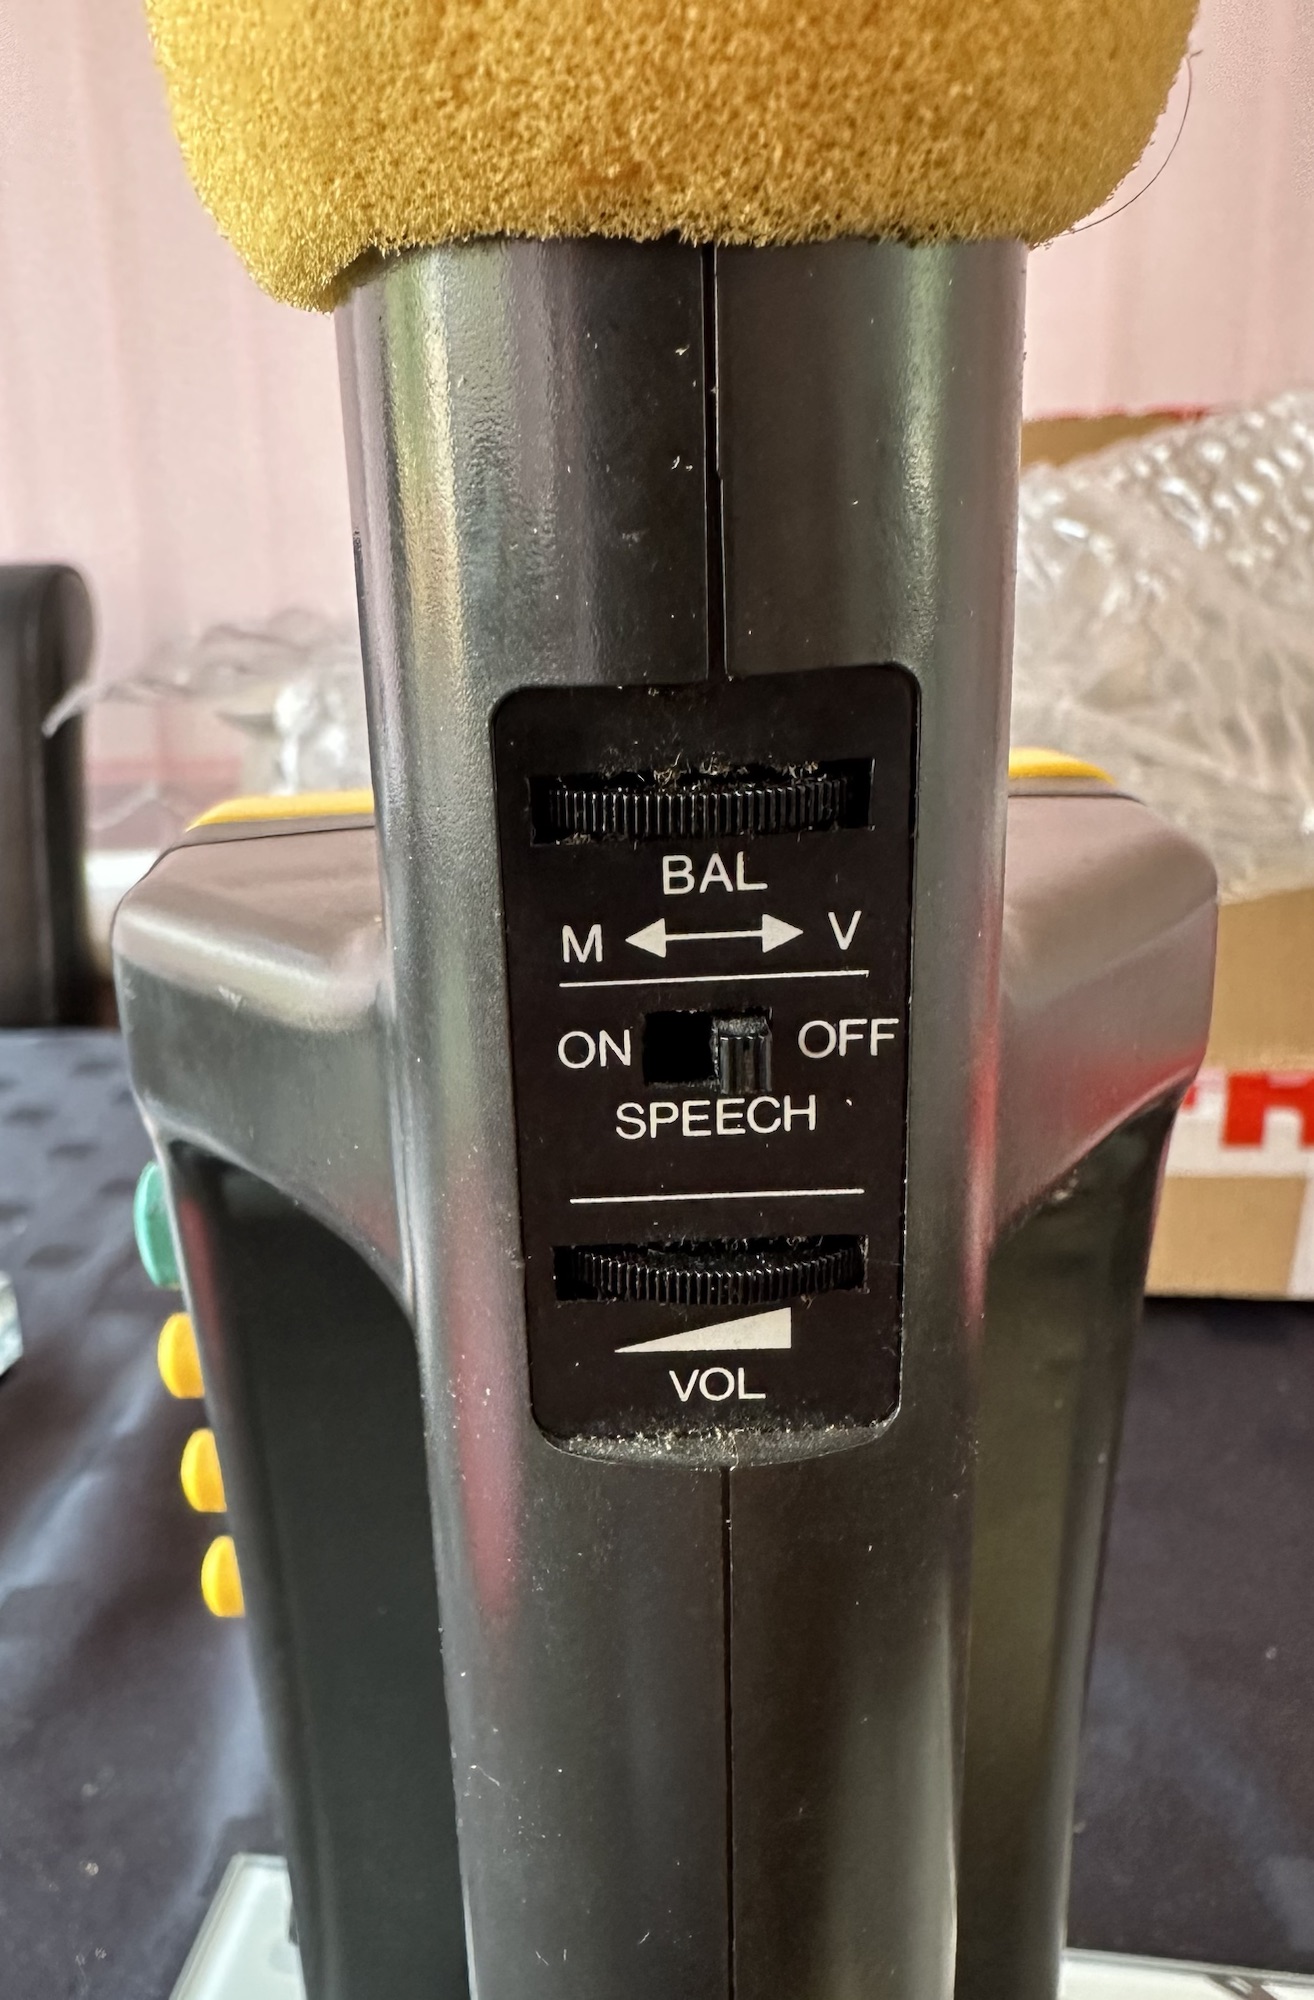 BAL
M V
ON OFF
SPEECH
VOL